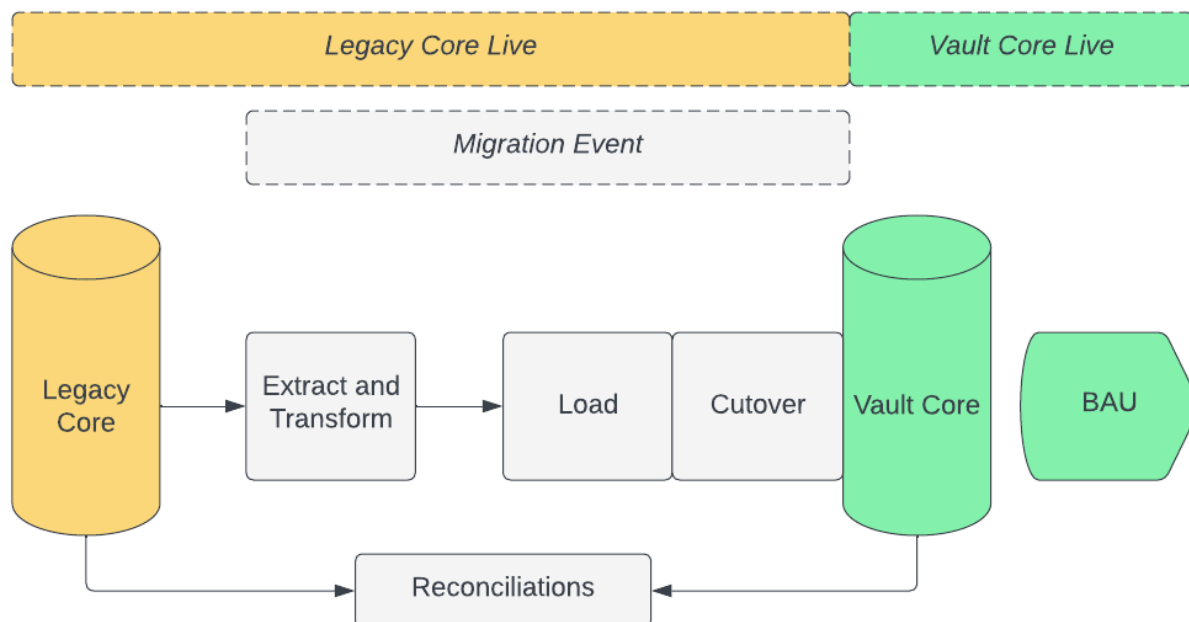 Legacy Core Live
Vault Core Live
Migration Event
Legacy
Core
Extract and
Transform
Load
Cutover
Vault Core
BAU
Reconciliations